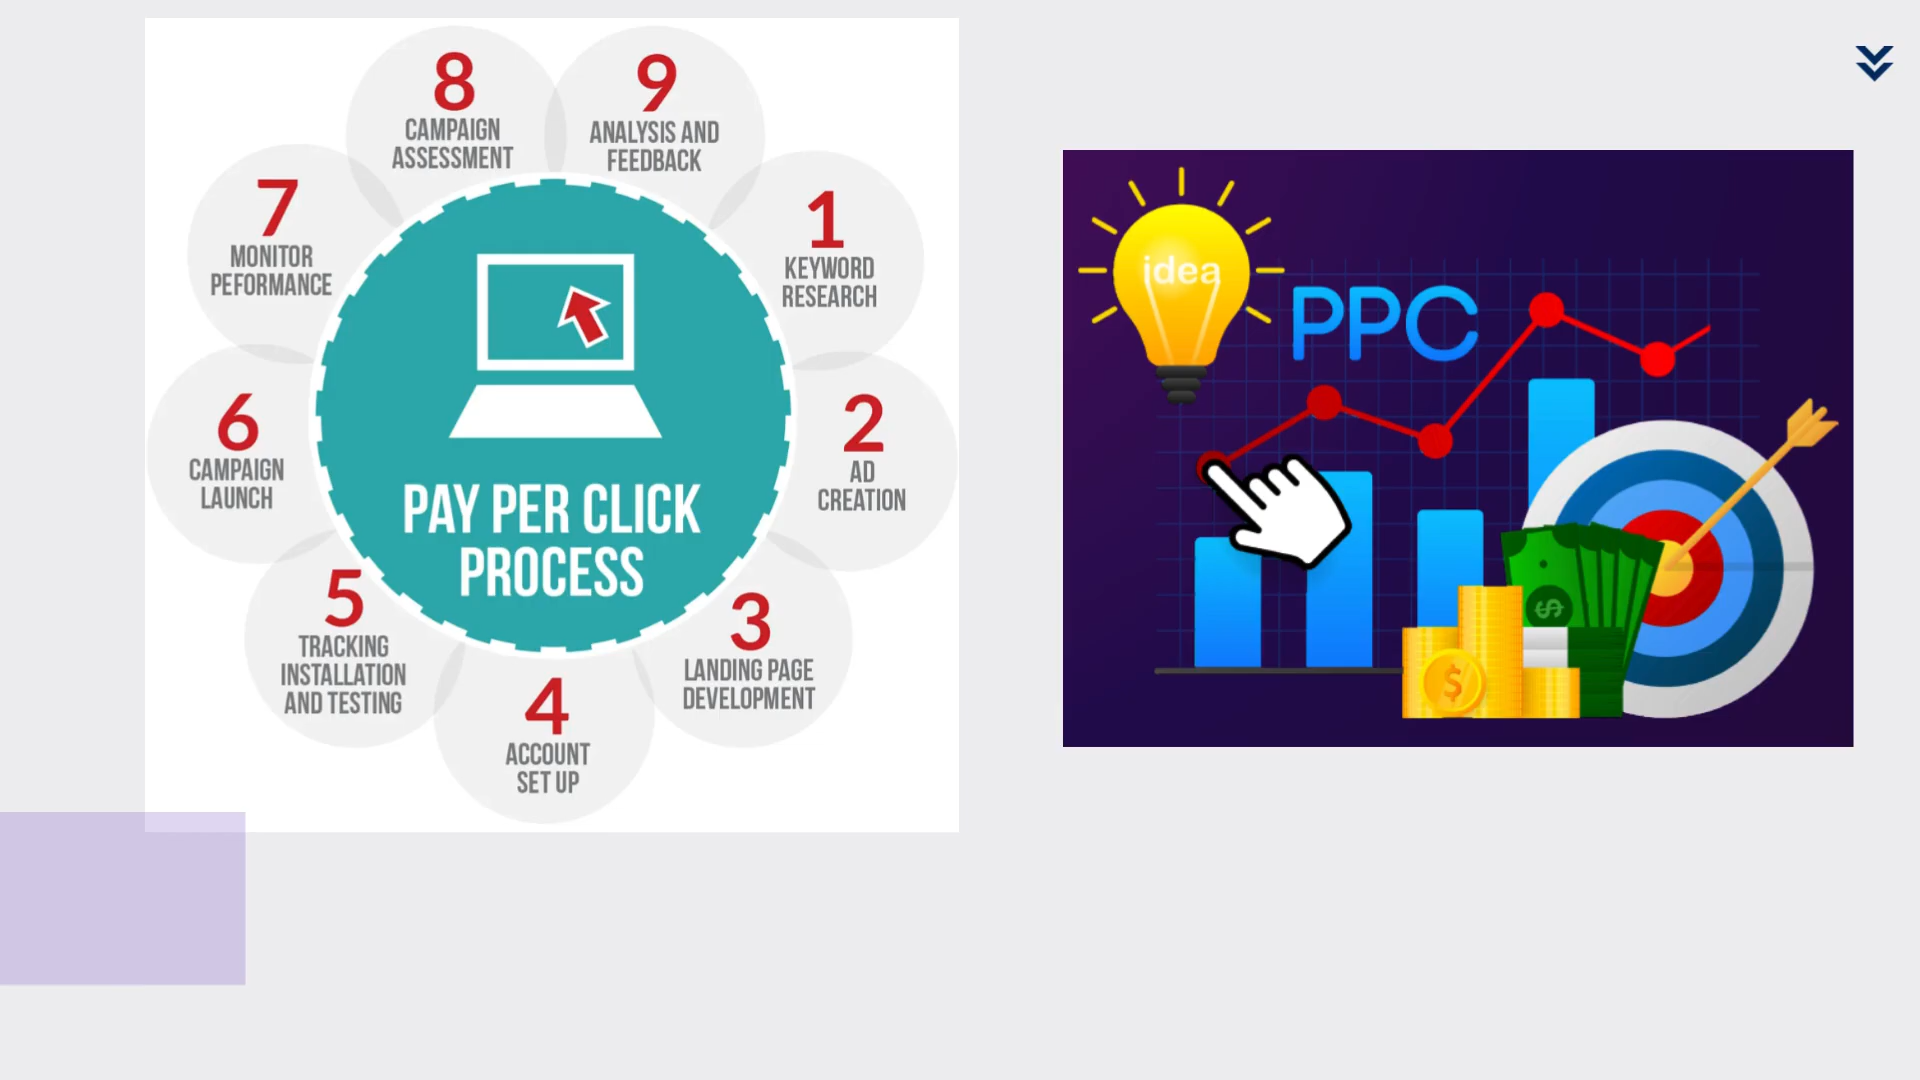 8
CAMPAIGN
ASSESSMENT
9
ANALYSIS AND
FEEDBACK
7
MONITOR
PEFORMANCE
1
KEYWORD
RESEARCH
6
CAMPAIGN
LAUNCH
2
AD
CREATION
PAY PER CLICK
PROCESS
5
TRACKING
INSTALLATION
AND TESTING
3
LANDING PAGE
DEVELOPMENT
4
ACCOUNT
SET UP
idea
PPC
$
$